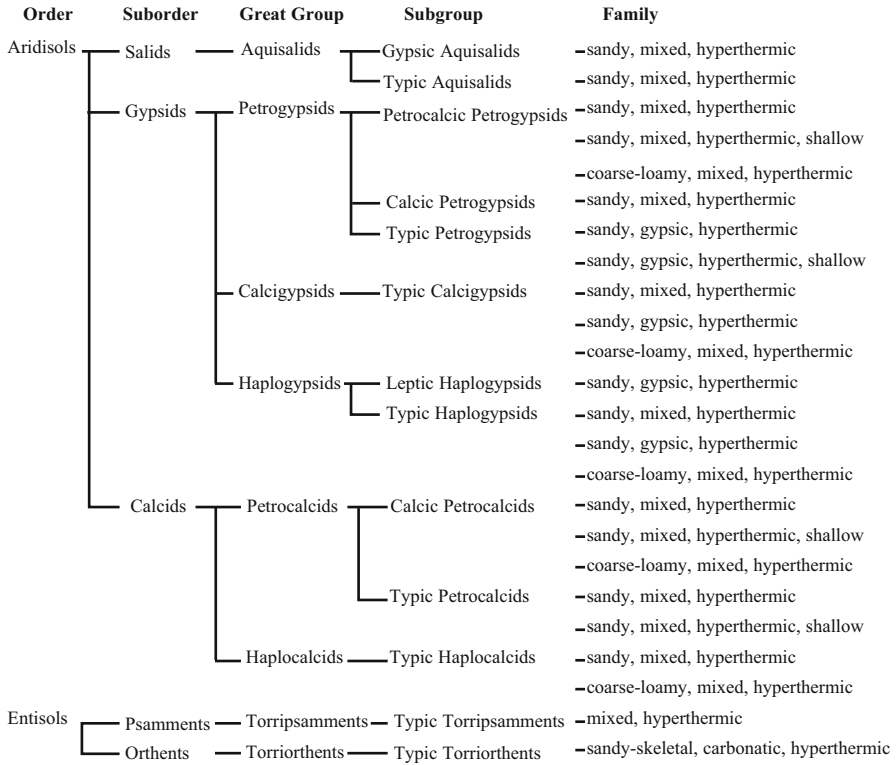 Order Suborder Great Group Subgroup Family
Aridisols Salids Aquisalids Gypsic Aquisalids sandy, mixed, hyperthermic
Typic Aquisalids sandy, mixed, hyperthermic
Gypsids Petrogypsids Petrocalcic Petrogypsids sandy, mixed, hyperthermic
sandy, mixed, hyperthermic, shallow
coarse-loamy, mixed, hyperthermic
Calcic Petrogypsids sandy, mixed, hyperthermic
Typic Petrogypsids sandy, gypsic, hyperthermic
sandy, gypsic, hyperthermic, shallow
Calcigypsids Typic Calcigypsids sandy, mixed, hyperthermic
sandy, gypsic, hyperthermic
coarse-loamy, mixed, hyperthermic
Haplogypsids Leptic Haplogypsids sandy, gypsic, hyperthermic
Typic Haplogypsids sandy, mixed, hyperthermic
sandy, gypsic, hyperthermic
coarse-loamy, mixed, hyperthermic
Calcids Petrocalcids Calcic Petrocalcids sandy, mixed, hyperthermic
sandy, mixed, hyperthermic, shallow
coarse-loamy, mixed, hyperthermic
Typic Petrocalcids sandy, mixed, hyperthermic
sandy, mixed, hyperthermic, shallow
Haplocalcids Typic Haplocalcids sandy, mixed, hyperthermic
coarse-loamy, mixed, hyperthermic
Entisols Psamments Torripsamments Typic Torripsamments mixed, hyperthermic
Orthents Torriorthents Typic Torriorthents sandy-skeletal, carbonatic, hyperthermic